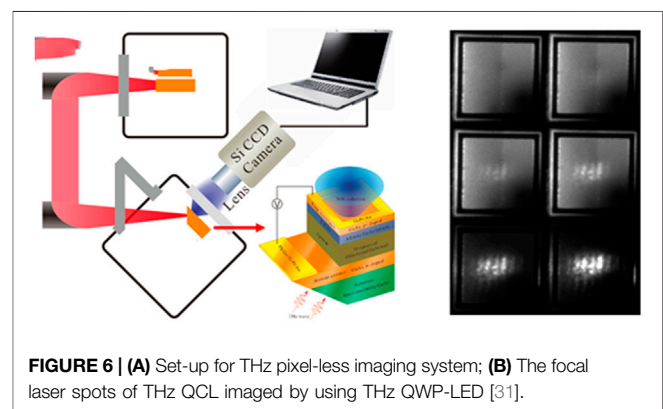 Si CCD
Camera
Lens
V
FIGURE 6 | (A) Set-up for THz pixel-less imaging system; (B) The focal
laser spots of THz QCL imaged by using THz QWP-LED [31].